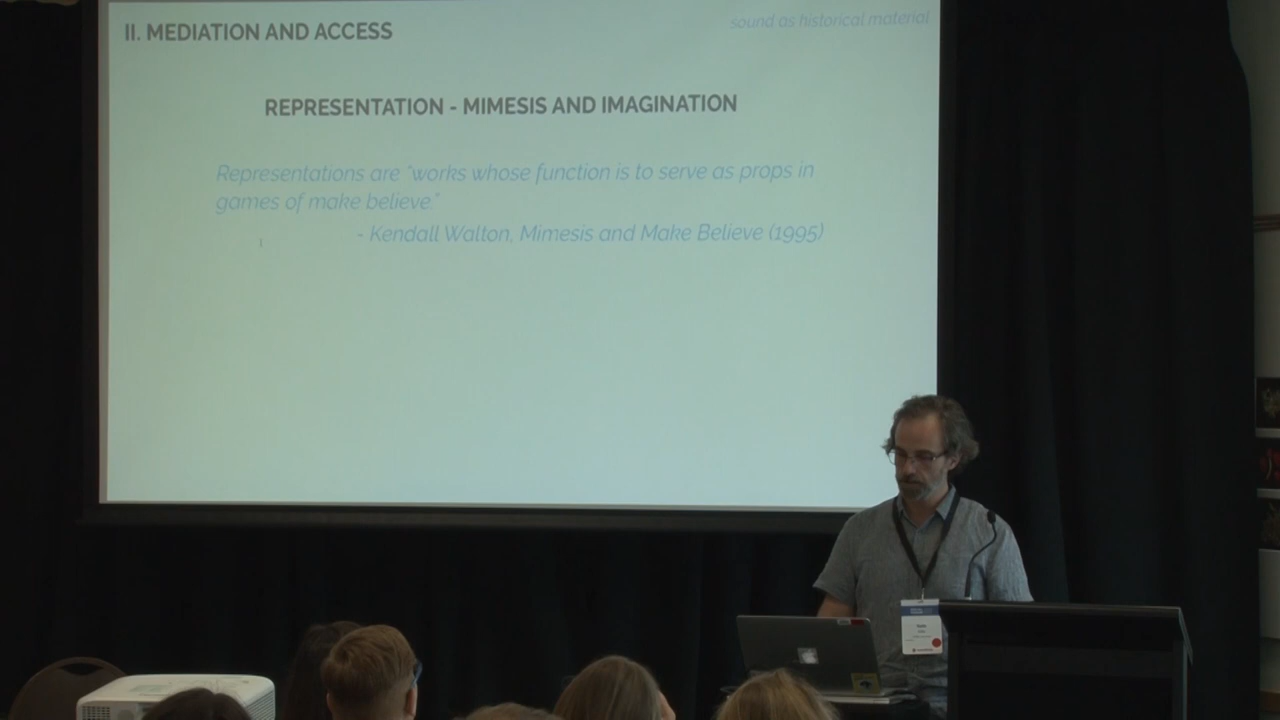 II. MEDIATION AND ACCESS
sound as historical material
REPRESENTATION - MIMESIS AND IMAGINATION
Representations are "works whose function is to serve as props in
games of make believe."
- Kendall Walton, Mimesis and Make Believe (1995)